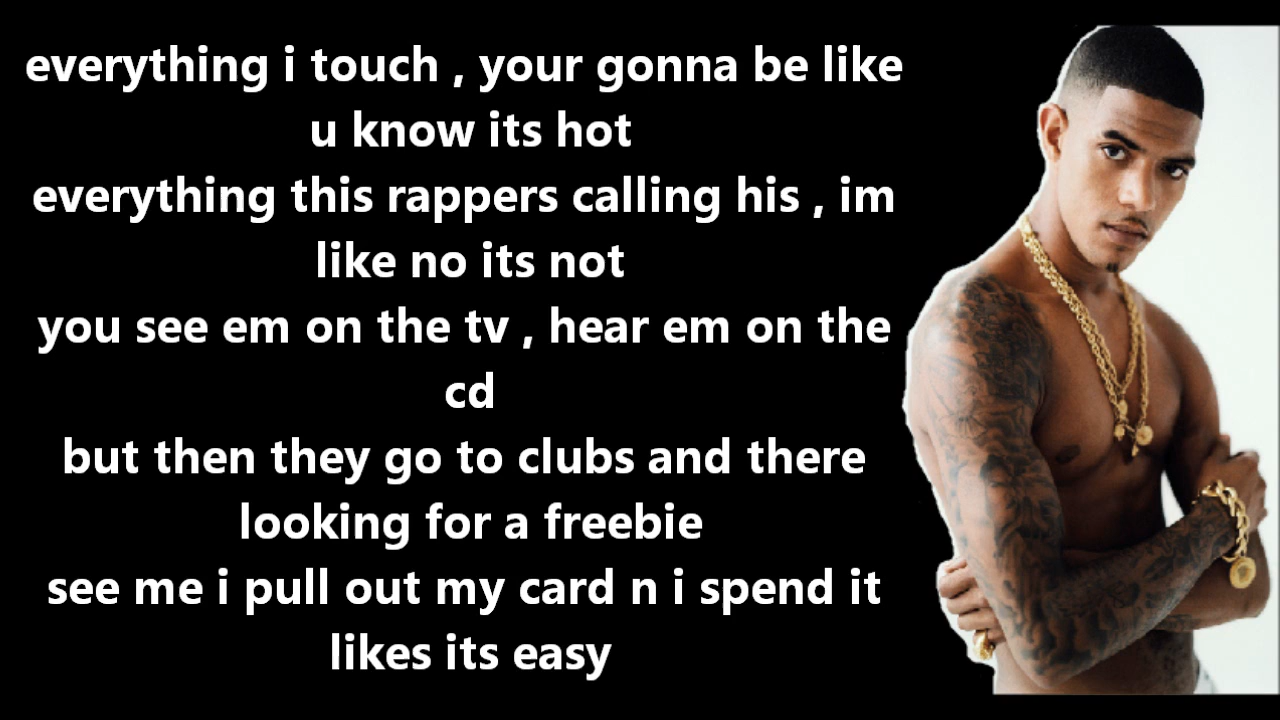 everything i touch , your gonna be like
u know its hot
everything this rappers calling his , im
like no its not
you see em on the tv , hear em on the
cd
but then they go to clubs and there
looking for a freebie
see me i pull out my card n i spend it
likes its easy